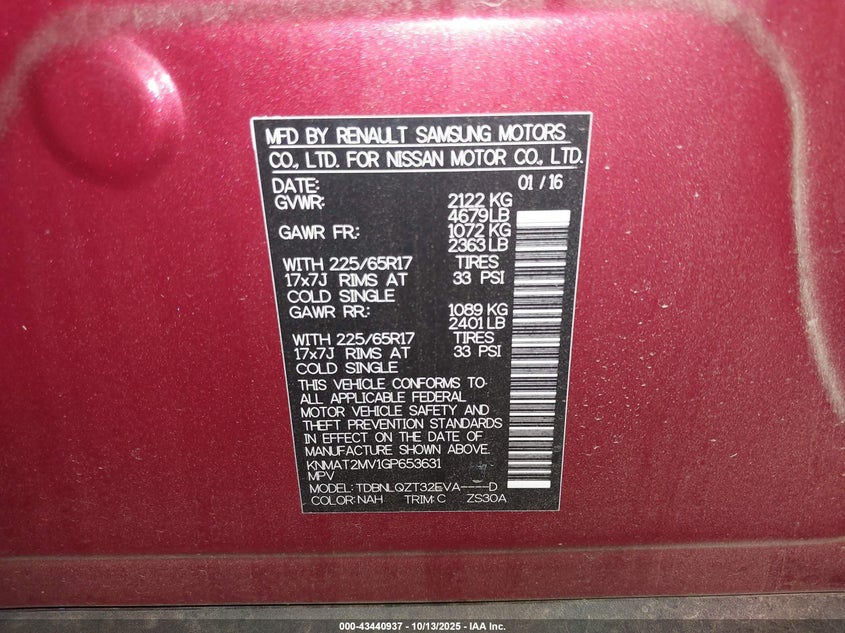 MFD BY RENAULT SAMSUNG MOTORS
CO., LTD. FOR NISSAN MOTOR CO., LTD.
DATE: 01 / 16
GVWR: 2122 KG
4679 LB
GAWR FR.: 1072 KG
2363 LB
WITH 225/65R17 TIRES
17x7J RIMS AT 33 PSI
COLD SINGLE
GAWR RR.: 1089 KG
2401 LB
WITH 225/65R17 TIRES
17x7J RIMS AT 33 PSI
COLD SINGLE
THIS VEHICLE CONFORMS TO
ALL APPLICABLE FEDERAL
MOTOR VEHICLE SAFETY AND
THEFT PREVENTION STANDARDS
IN EFFECT ON THE DATE OF
MANUFACTURE SHOWN ABOVE.
KNMAT2MV1GP653631
MPV
MODEL: TDBNLQZT32EVA----D
COLOR: NAH TRIM: C ZS30A
000-43440937 - 10/13/2025 - IAA Inc.